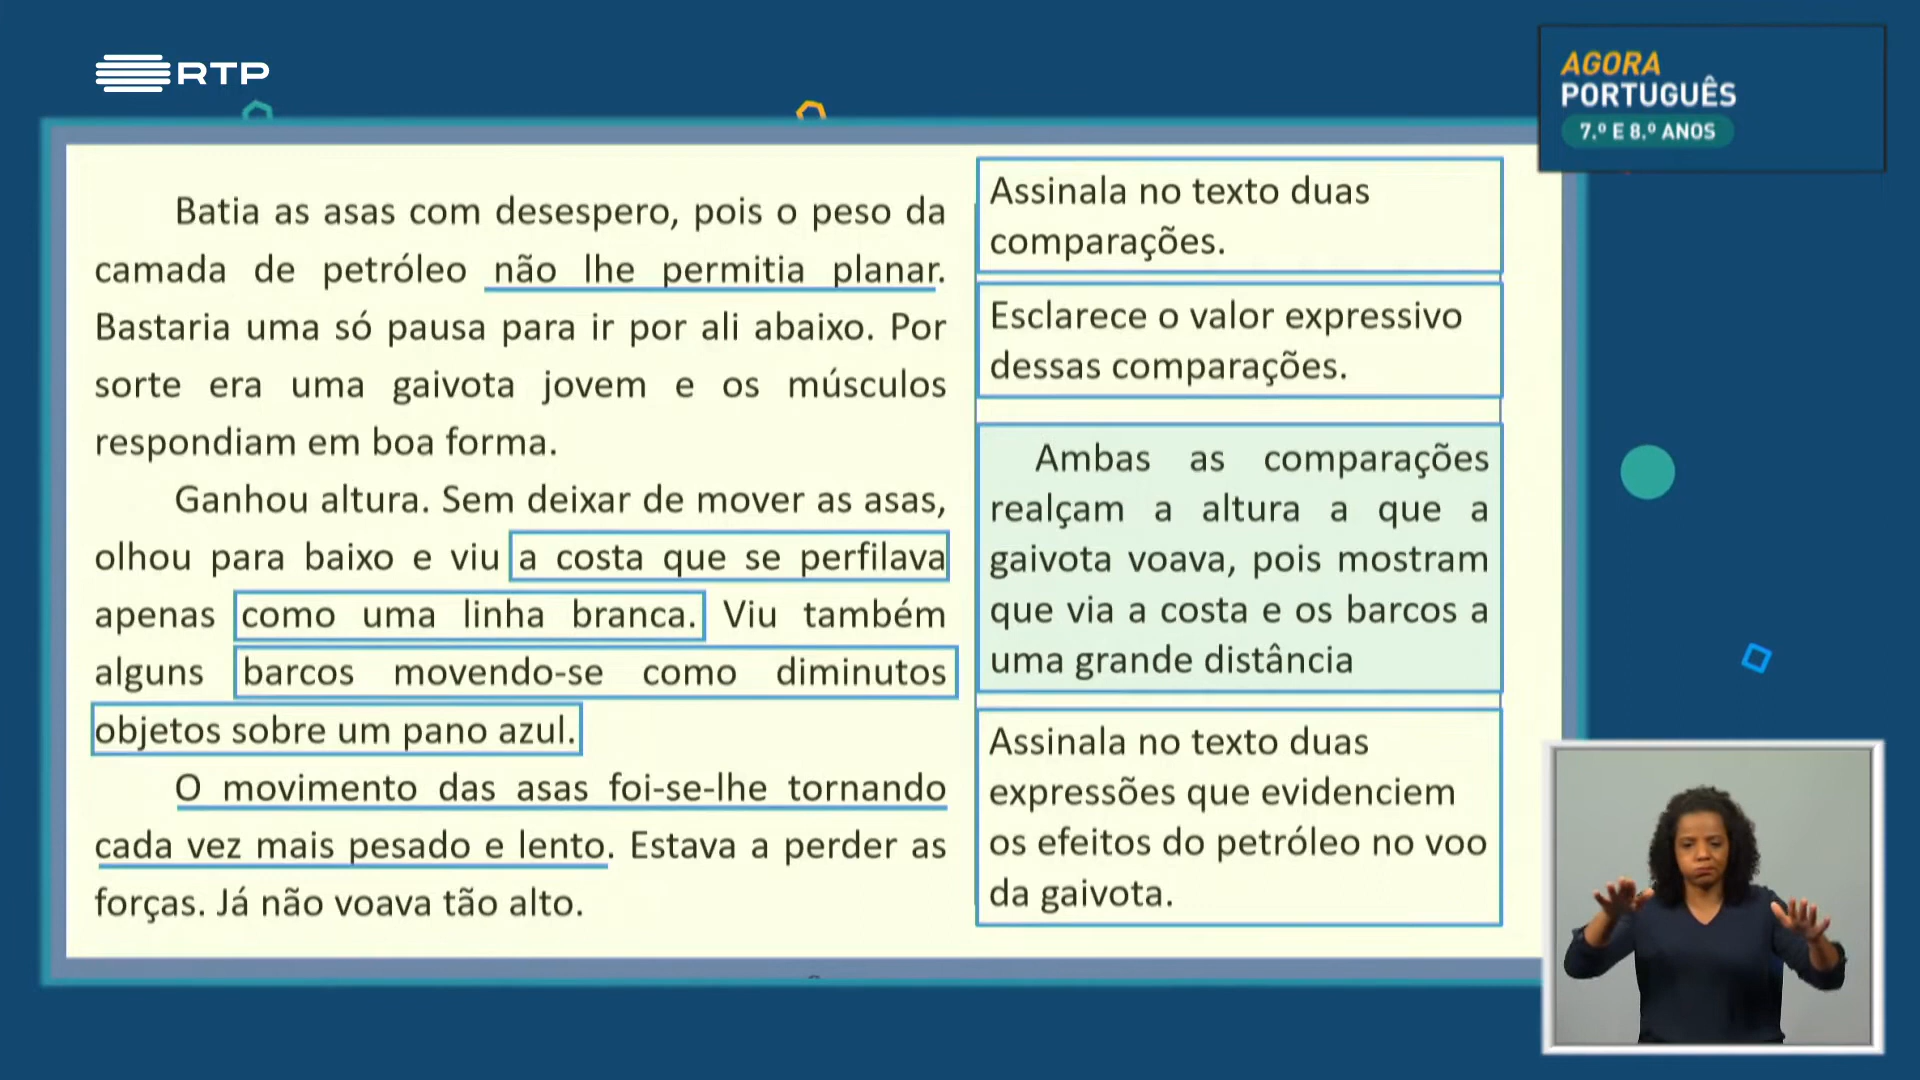 RTP
AGORA
PORTUGUÊS
7.º E 8.º ANOS
Batia as asas com desespero, pois o peso da
camada de petróleo não lhe permitia planar.
Bastaria uma só pausa para ir por ali abaixo. Por
sorte era uma gaivota jovem e os músculos
respondiam em boa forma.
Ganhou altura. Sem deixar de mover as asas,
olhou para baixo e viu a costa que se perfilava
apenas como uma linha branca. Viu também
alguns barcos movendo-se como diminutos
objetos sobre um pano azul.
O movimento das asas foi-se-lhe tornando
cada vez mais pesado e lento. Estava a perder as
forças. Já não voava tão alto.
Assinala no texto duas
comparações.
Esclarece o valor expressivo
dessas comparações.
Ambas as comparações
realçam a altura a que a
gaivota voava, pois mostram
que via a costa e os barcos a
uma grande distância
Assinala no texto duas
expressões que evidenciem
os efeitos do petróleo no voo
da gaivota.